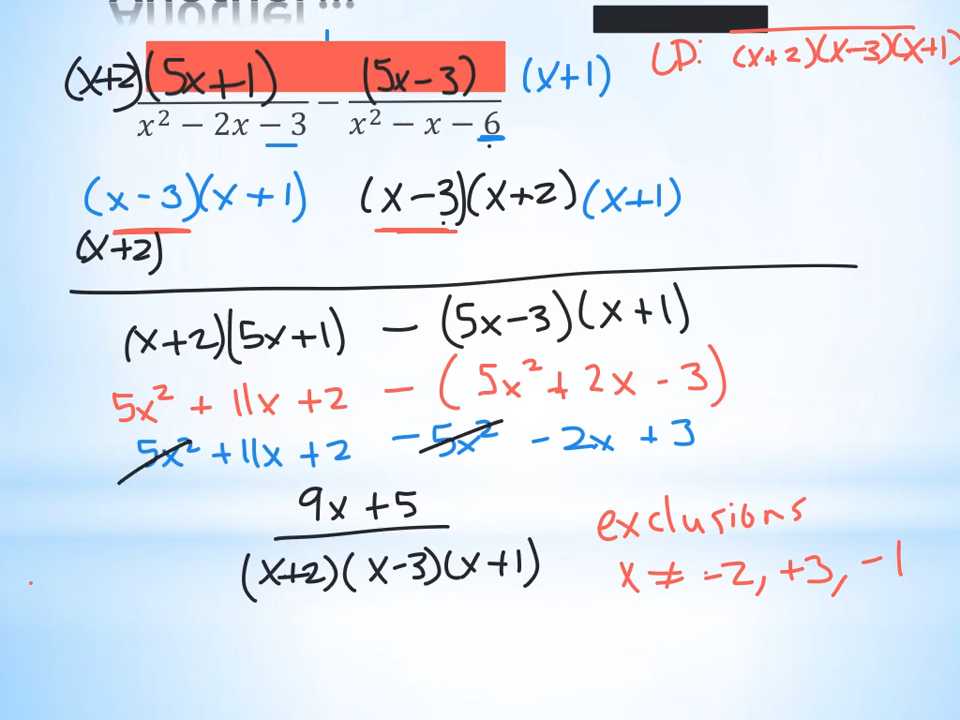 Another...
CD: (x+2)(x-3)(x+1)
(x+2)(5x+1) - (5x-3) (x+1)
x² − 2x − 3 x² − x − 6
(x-3)(x+1) (x-3)(x+2)(x+1)
(x+2)
(x+2)(5x+1) - (5x-3)(x+1)
5x² + 11x + 2 - (5x² + 2x - 3)
5x² + 11x + 2 - 5x² - 2x + 3
9x + 5
(x+2)(x-3)(x+1)
exclusions
x ≠ -2, +3, -1